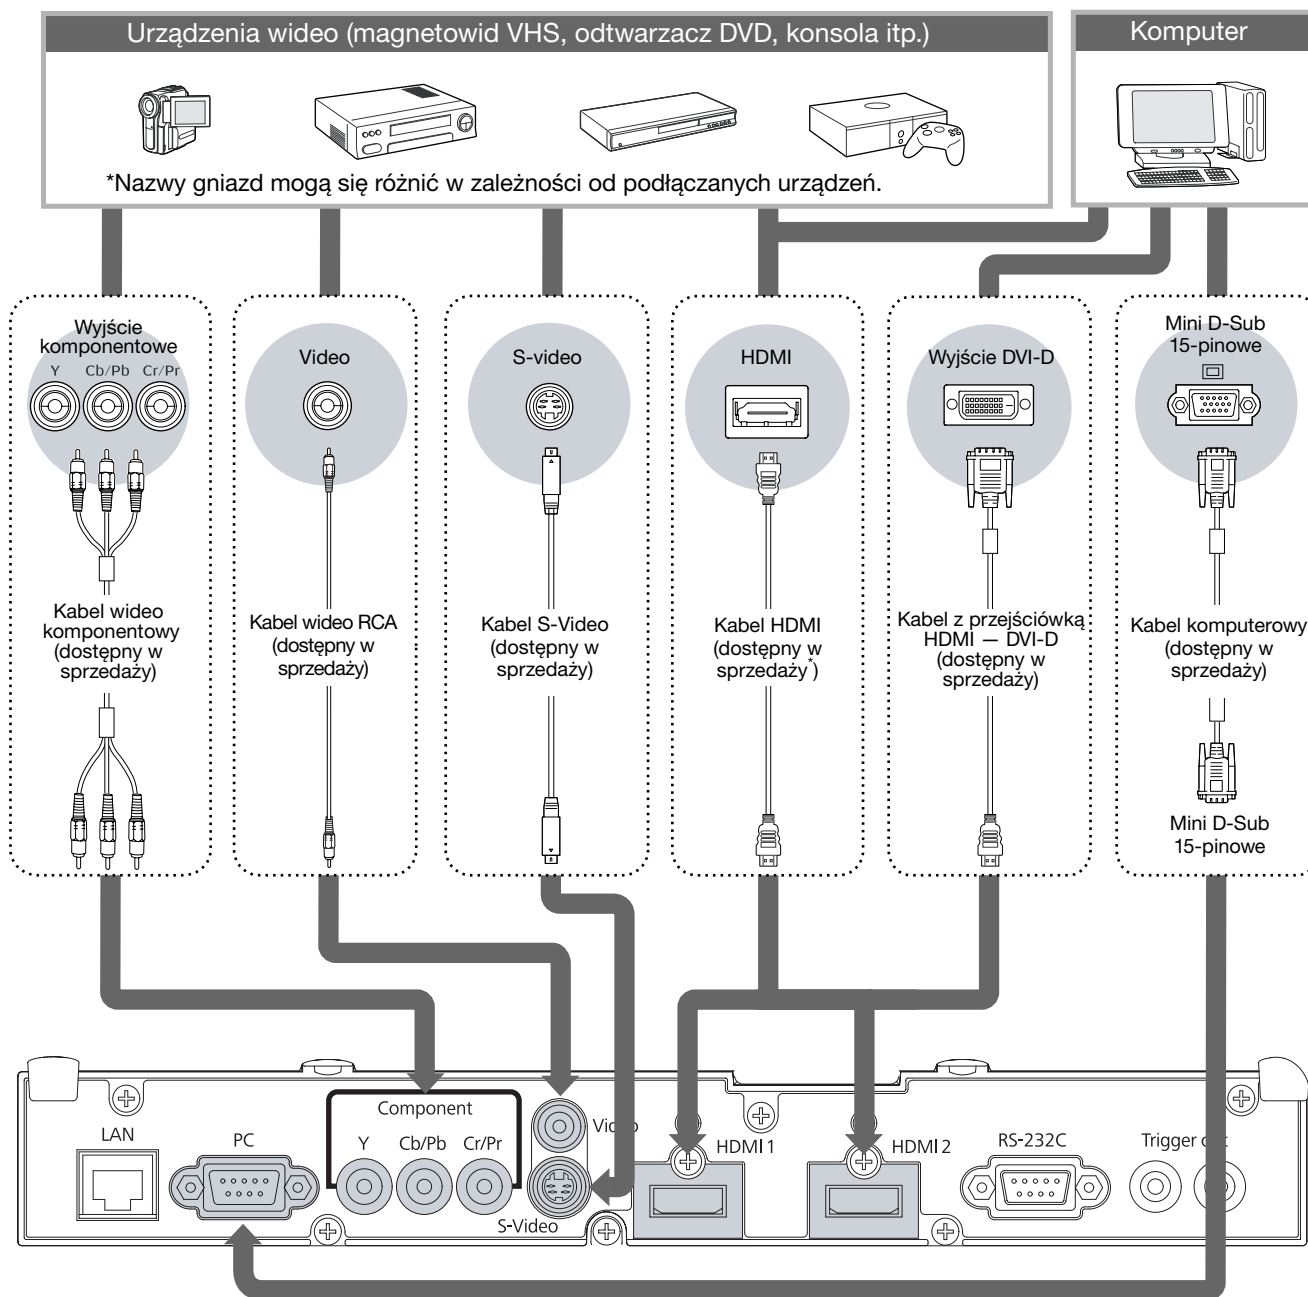 Urządzenia wideo (magnetowid VHS, odtwarzacz DVD, konsola itp.)
Komputer
*Nazwy gniazd mogą się różnić w zależności od podłączanych urządzeń.
Wyjście
komponentowe
Y Cb/Pb Cr/Pr
Video
S-video
HDMI
Wyjście DVI-D
Mini D-Sub
15-pinowe
Kabel wideo
komponentowy
(dostępny w
sprzedaży)
Kabel wideo RCA
(dostępny w
sprzedaży)
Kabel S-Video
(dostępny w
sprzedaży)
Kabel HDMI
(dostępny w
sprzedaży*)
Kabel z przejściówką
HDMI — DVI-D
(dostępny w
sprzedaży)
Kabel komputerowy
(dostępny w
sprzedaży)
Mini D-Sub
15-pinowe
LAN
PC
Component
Y Cb/Pb Cr/Pr
Video
S-Video
HDMI 1
HDMI 2
RS-232C
Trigger out